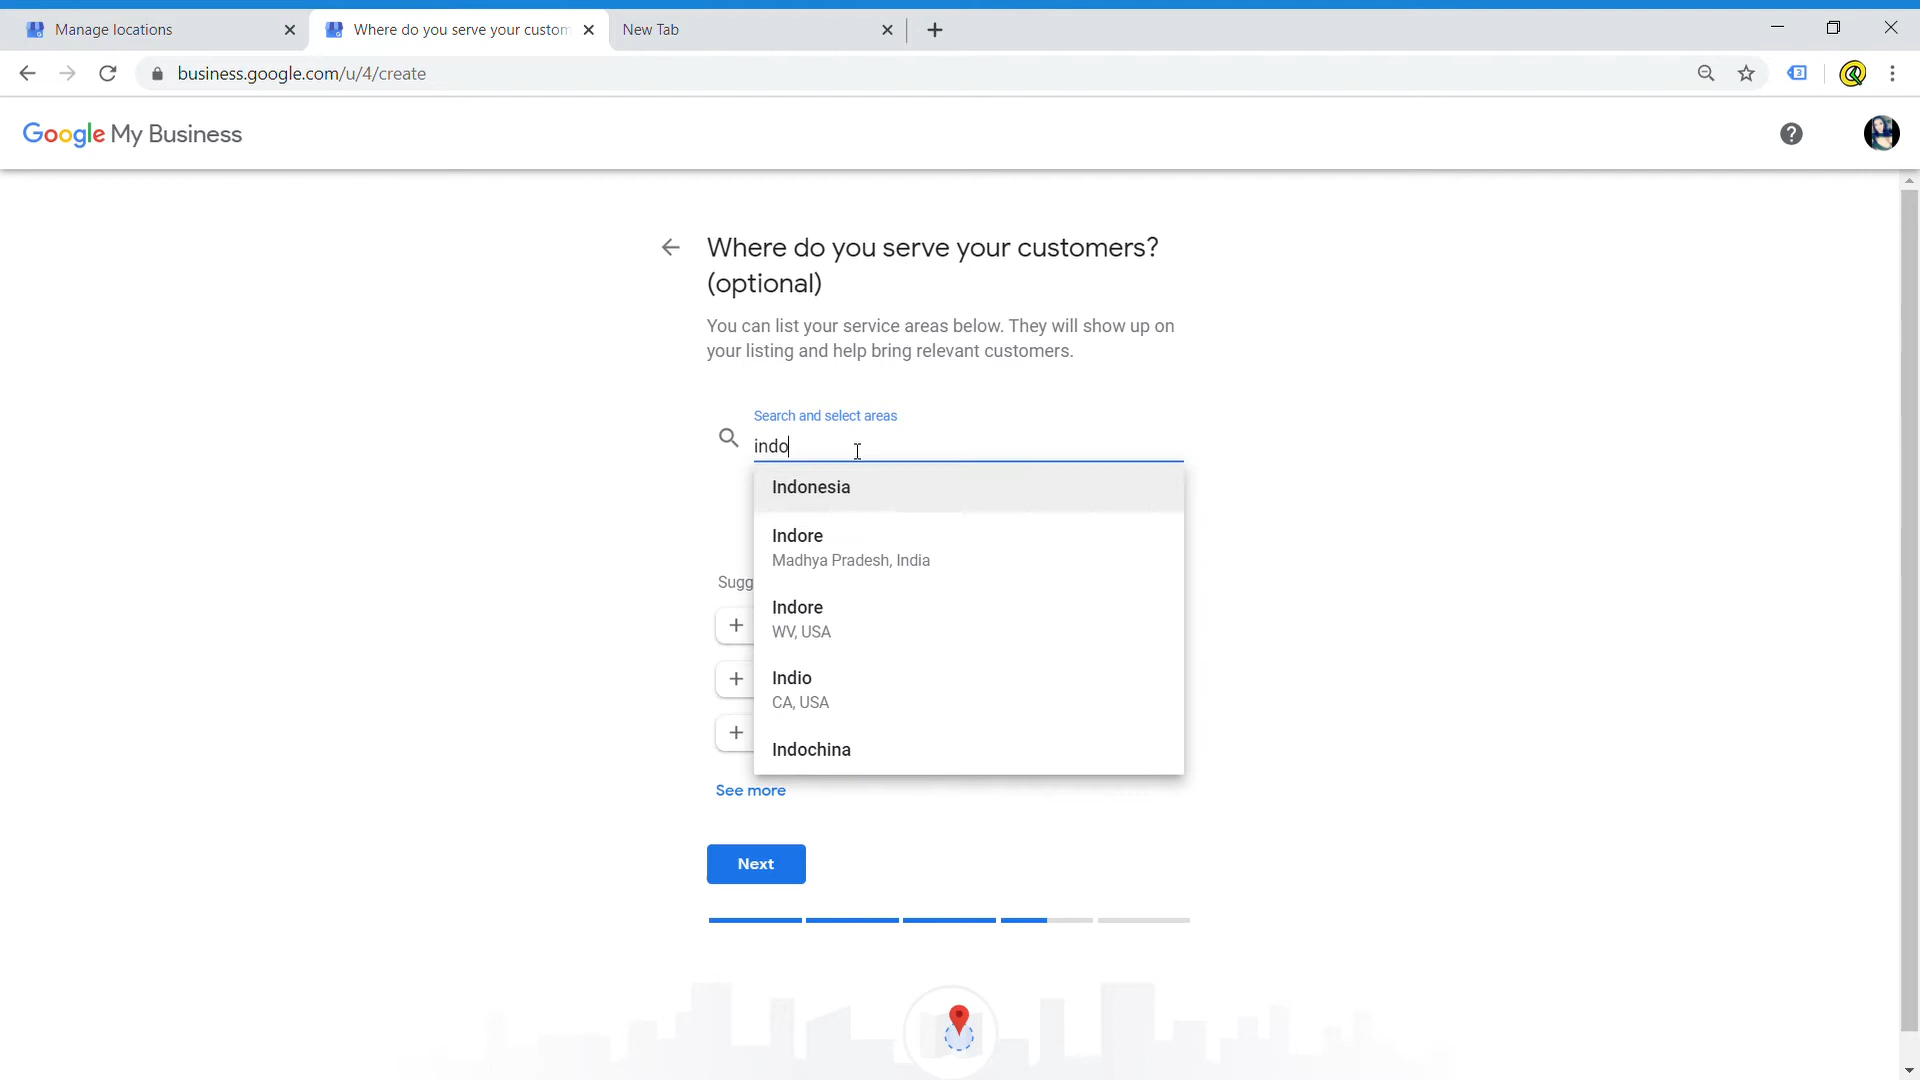 Manage locations
Where do you serve your custom
New Tab
business.google.com/u/4/create
3
Google My Business
?
Where do you serve your customers?
(optional)
You can list your service areas below. They will show up on
your listing and help bring relevant customers.
Search and select areas
indo
Indonesia
Indore
Madhya Pradesh, India
Sugg
Indore
WV, USA
Indio
CA, USA
Indochina
See more
Next